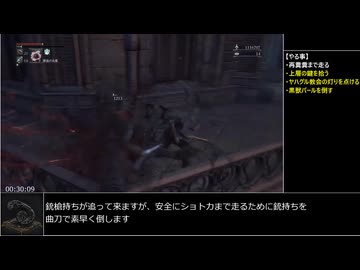 【やる事】
・再糞糞まで走る
・上層の鍵を拾う
・ヤハグル教会の灯りを点ける
・黒獣パールを倒す
00:30:09
銃槍持ちが追って来ますが、安全にショトカまで走るために銃持ちを
曲刀で素早く倒します